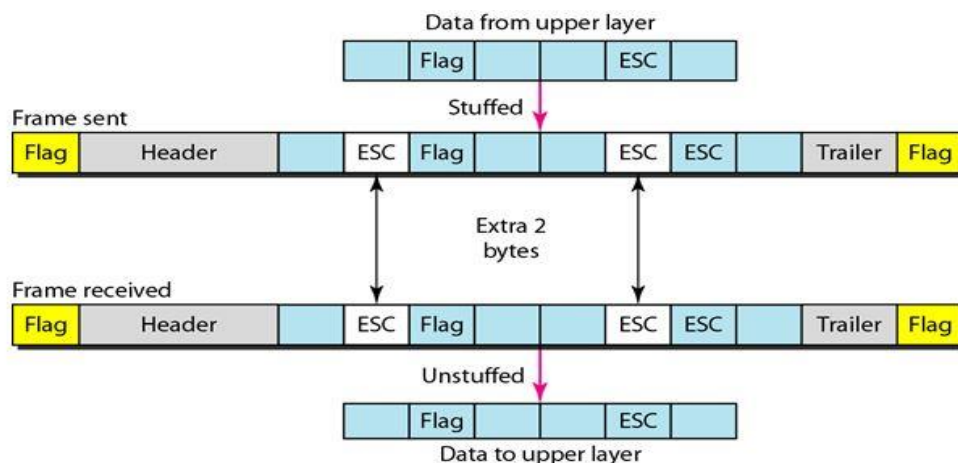 Data from upper layer
Flag ESC
Stuffed
Frame sent
Flag Header ESC Flag ESC ESC Trailer Flag
Extra 2
bytes
Frame received
Flag Header ESC Flag ESC ESC Trailer Flag
Unstuffed
Flag ESC
Data to upper layer